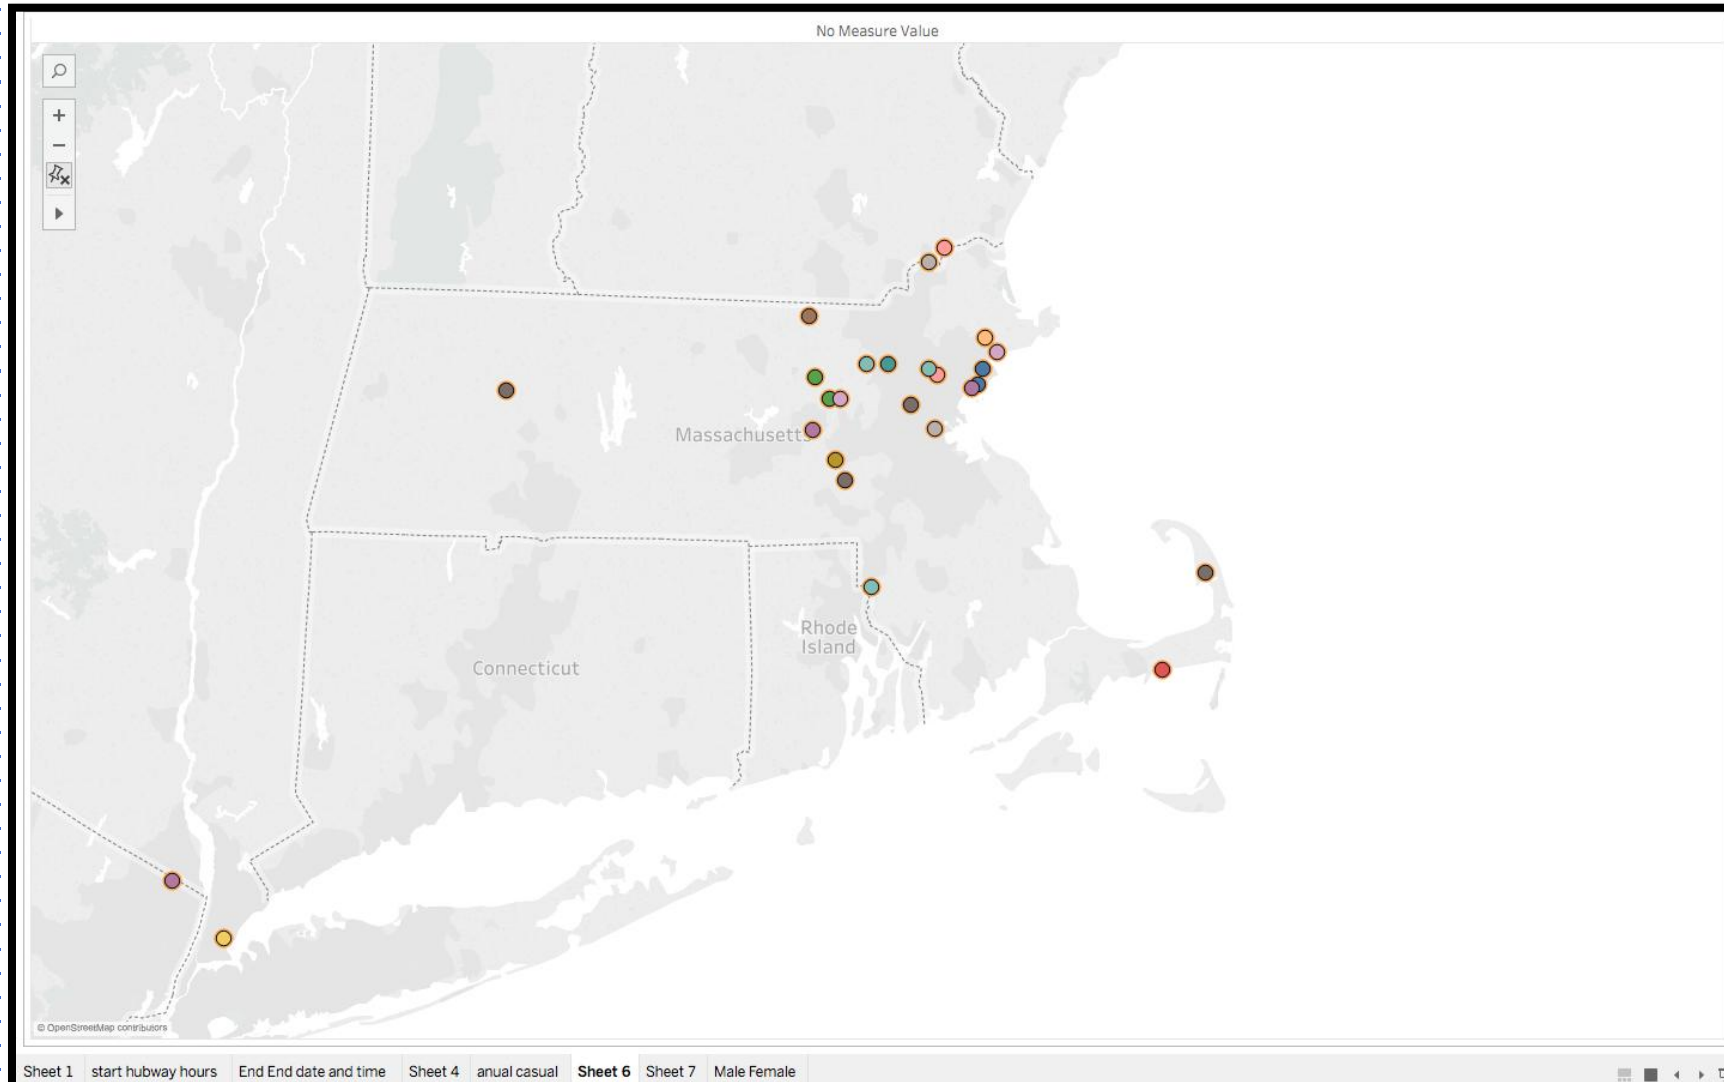 No Measure Value
Massachusetts
Rhode
Island
Connecticut
© OpenStreetMap contributors
Sheet 1 start hubway hours End End date and time Sheet 4 anual casual Sheet 6 Sheet 7 Male Female